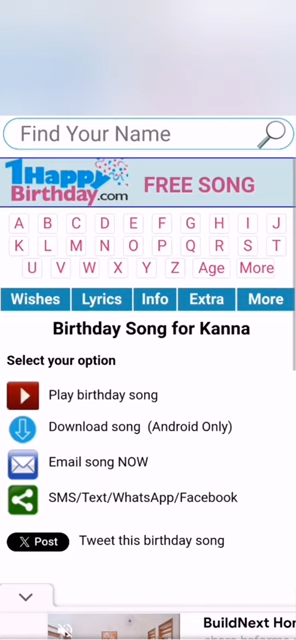 Find Your Name
1Happy
Birthday.com
FREE SONG
A B C D E F G H I J
K L M N O P Q R S T
U V W X Y Z Age More
Wishes Lyrics Info Extra More
Birthday Song for Kanna
Select your option
Play birthday song
Download song (Android Only)
Email song NOW
SMS/Text/WhatsApp/Facebook
X Post Tweet this birthday song
BuildNext Hor